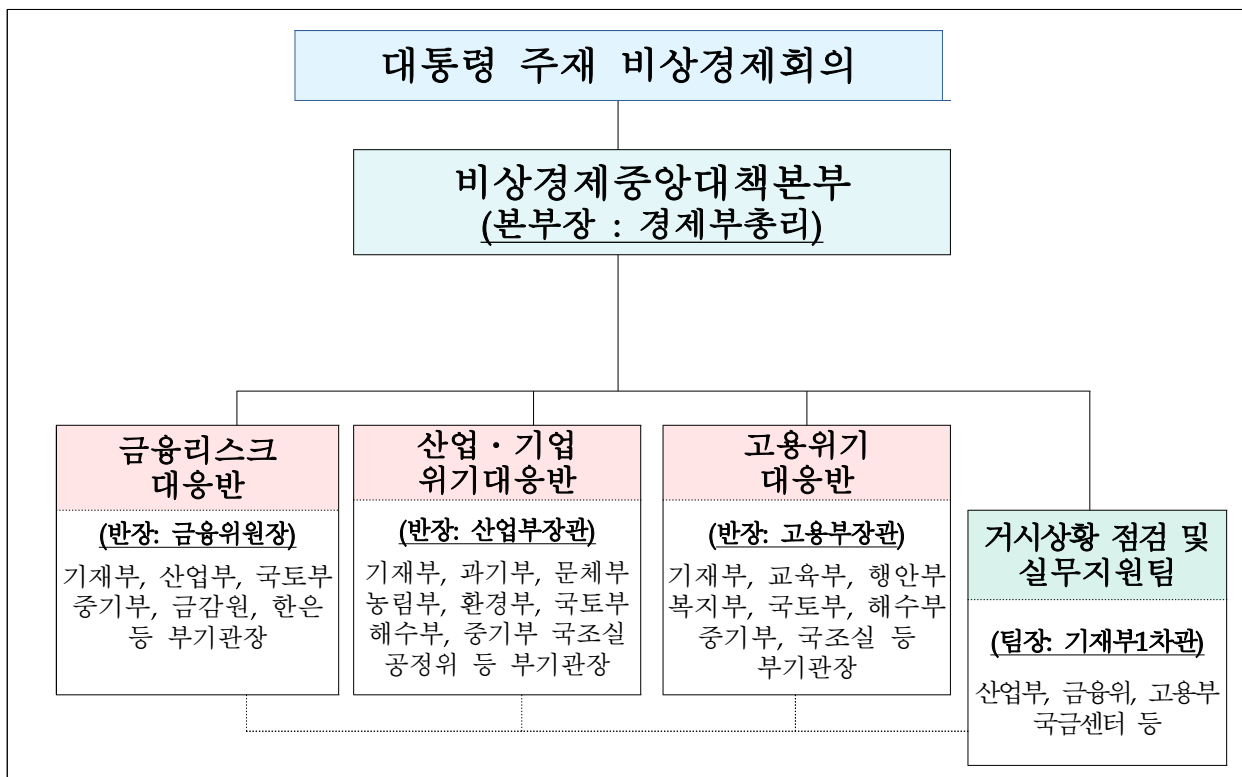 대통령 주재 비상경제회의
비상경제중앙대책본부
(본부장 : 경제부총리)
금융리스크
대응반
(반장: 금융위원장)
기재부, 산업부, 국토부
중기부, 금감원, 한은
등 부기관장
산업・기업
위기대응반
(반장: 산업부장관)
기재부, 과기부, 문체부
농림부, 환경부, 국토부
해수부, 중기부 국조실
공정위 등 부기관장
고용위기
대응반
(반장: 고용부장관)
기재부, 교육부, 행안부
복지부, 국토부, 해수부
중기부, 국조실 등
부기관장
거시상황 점검 및
실무지원팀
(팀장: 기재부1차관)
산업부, 금융위, 고용부
국금센터 등